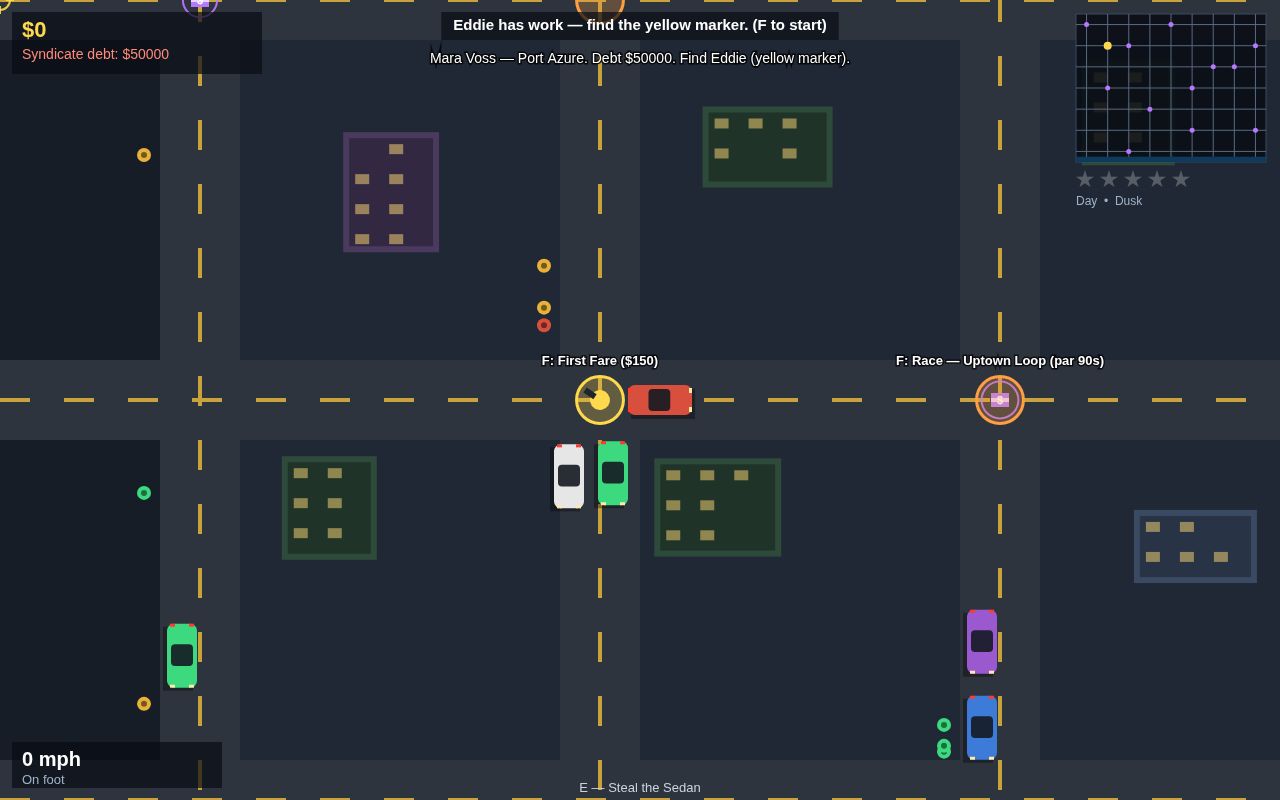 $0
Syndicate debt: $50000
Eddie has work — find the yellow marker. (F to start)
Mara Voss — Port Azure. Debt $50000. Find Eddie (yellow marker).
★★★★★
Day • Dusk
F: First Fare ($150)
F: Race — Uptown Loop (par 90s)
0 mph
On foot
E — Steal the Sedan